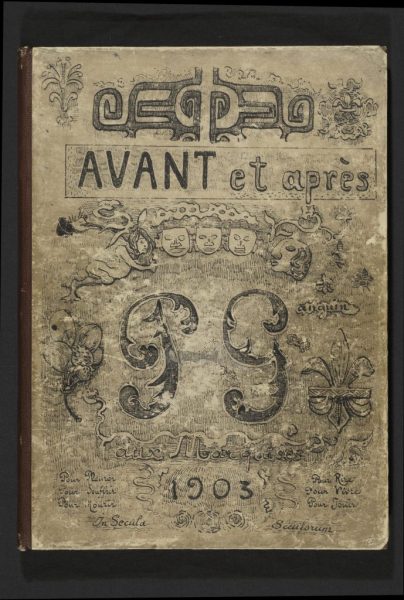 AVANT et après
PG
aux Marquises
1903
Pour Pleurer
Pour Souffrir
Pour Mourir
Pour Rire
Pour Vivre
Pour Jouir
In Secula
Seculorum